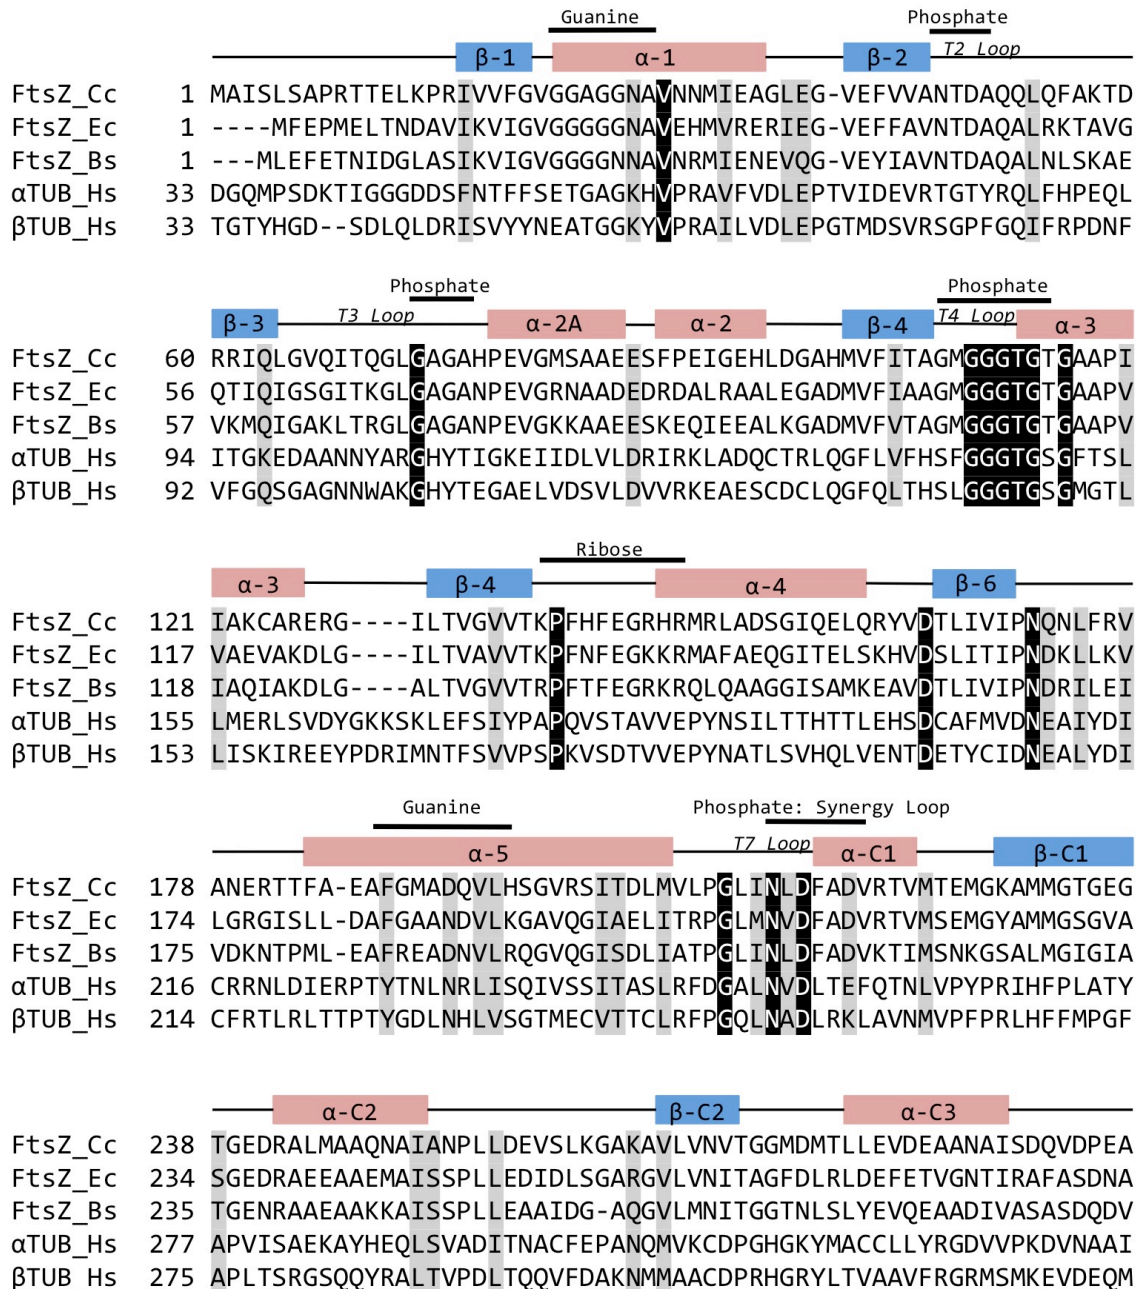 Guanine Phosphate
β-1 α-1 β-2 T2 Loop
FtsZ_Cc 1 MAISLSAPRTTELKPRIVVFGVGGAGGNAVNNMIEAGLEG-VEFVVANTDAQQLQFAKTD
FtsZ_Ec 1 ----MFEPMELTNDAVIKVIGVGGGGGNAVEHMVRERIEG-VEFFAVNTDAQALRKTAVG
FtsZ_Bs 1 ---MLEFETNIDGLASIKVIGVGGGGNNAVNRMIENEVQG-VEYIAVNTDAQALNLSKAE
αTUB_Hs 33 DGQMPSDKTIGGGDDSFNTFFSETGAGKHVPRAVFVDLEPTVIDEVRTGTYRQLFHPEQL
βTUB_Hs 33 TGTYHGD--SDLQLDRISVYYNEATGGKYVPRAILVDLEPGTMDSVRSGPFGQIFRPDNF
Phosphate Phosphate
β-3 T3 Loop α-2A α-2 β-4 T4 Loop α-3
FtsZ_Cc 60 RRIQLGVQITQGLGAGAHPEVGMSAAEESFPEIGEHLDGAHMVFITAGMGGGTGTGAAPI
FtsZ_Ec 56 QTIQIGSGITKGLGAGANPEVGRNAADEDRDALRAALEGADMVFIAAGMGGGTGTGAAPV
FtsZ_Bs 57 VKMQIGAKLTRGLGAGANPEVGKKAAEESKEQIEEALKGADMVFVTAGMGGGTGTGAAPV
αTUB_Hs 94 ITGKEDAANNYARGHYTIGKEIIDLVLDRIRKLADQCTRLQGFLVFHSFGGGTGSGFTSL
βTUB_Hs 92 VFGQSGAGNNWAKGHYTEGAELVDSVLDVVRKEAESCDCLQGFQLTHSLGGGTGSGMGTL
Ribose
α-3 β-4 α-4 β-6
FtsZ_Cc 121 IAKCARERG----ILTVGVVTKPFHFEGRHRMRLADSGIQELQRYVDTLIVIPNQNLFRV
FtsZ_Ec 117 VAEVAKDLG----ILTVAVVTKPFNFEGKKRMAFAEQGITELSKHVDSLITIPNDKLLKV
FtsZ_Bs 118 IAQIAKDLG----ALTVGVVTRPFTFEGRKRQLQAAGGISAMKEAVDTLIVIPNDRILEI
αTUB_Hs 155 LMERLSVDYGKKSKLEFSIYPAPQVSTAVVEPYNSILTTHTTLEHSDCAFMVDNEAIYDI
βTUB_Hs 153 LISKIREEYPDRIMNTFSVVPSPKVSDTVVEPYNATLSVHQLVENTDETYCIDNEALYDI
Guanine Phosphate: Synergy Loop
α-5 T7 Loop α-C1 β-C1
FtsZ_Cc 178 ANERTTFA-EAFGMADQVLHSGVRSITDLMVLPGLINLDFADVRTVMTEMGKAMMGTGEG
FtsZ_Ec 174 LGRGISLL-DAFGAANDVLKGAVQGIAELITRPGLMNVDFADVRTVMSEMGYAMMGSGVA
FtsZ_Bs 175 VDKNTPML-EAFREADNVLRQGVQGISDLIATPGLINLDFADVKTIMSNKGSALMGIGIA
αTUB_Hs 216 CRRNLDIERPTYTNLNRLISQIVSSITASLRFDGALNVDLTEFQTNLVPYPRIHFPLATY
βTUB_Hs 214 CFRTLRLTTPTYGDLNHLVSGTMECVTTCLRFPGQLNADLRKLAVNMVPFPRLHFFMPGF
α-C2 β-C2 α-C3
FtsZ_Cc 238 TGEDRALMAAQNAIANPLLDEVSLKGAKAVLVNVTGGMDMTLLEVDEAANAISDQVDPEA
FtsZ_Ec 234 SGEDRAEEAAEMAISSPLLEDIDLSGARGVLVNITAGFDLRLDEFETVGNTIRAFASDNA
FtsZ_Bs 235 TGENRAAEAAKKAISSPLLEAAIDG-AQGVLMNITGGTNLSLYEVQEAADIVASASDQDV
αTUB_Hs 277 APVISAEKAYHEQLSVADITNACFEPANQMVKCDPGHGKYMACCLLYRGDVVPKDVNAAI
βTUB_Hs 275 APLTSRGSQQYRALTVPDLTQQVFDAKNMMAACDPRHGRYLTVAAVFRGRMSMKEVDEQM